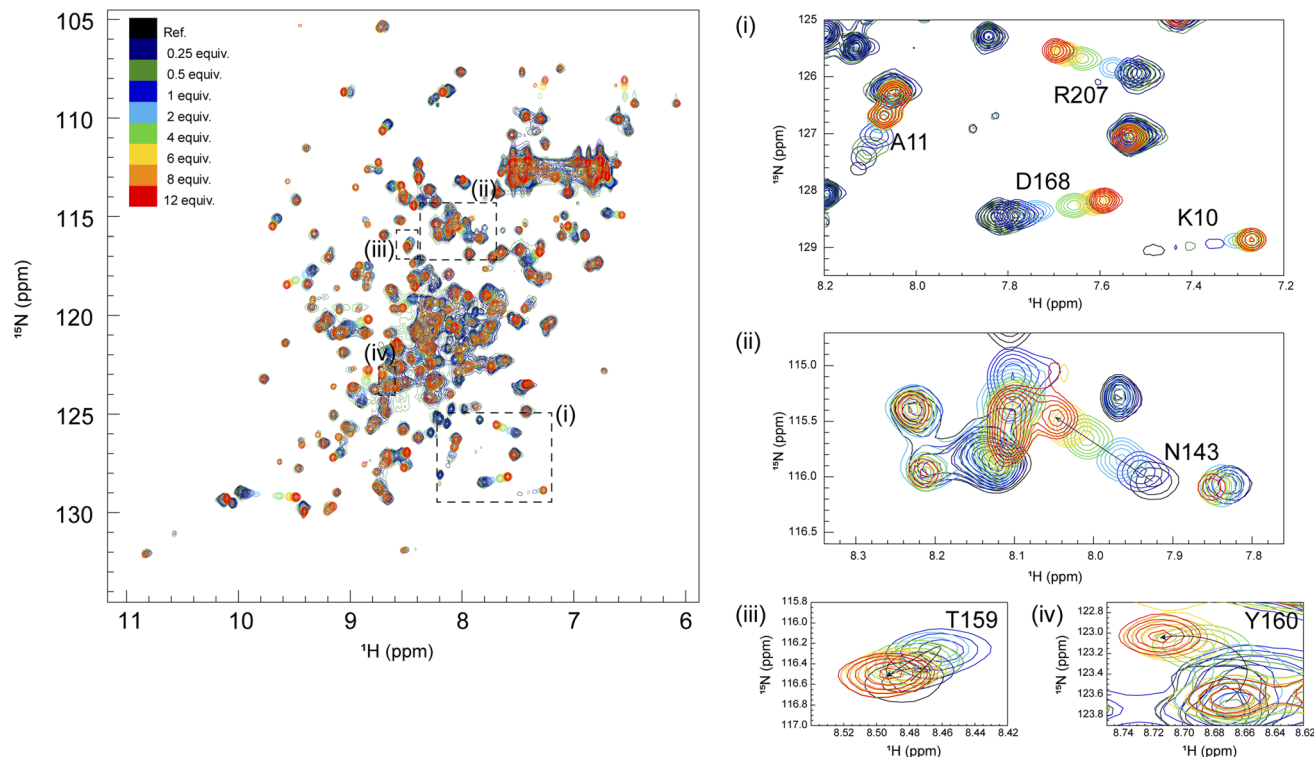 105
110
115
120
125
130
¹⁵N (ppm)
11
10
9
8
7
6
¹H (ppm)
Ref.
0.25 equiv.
0.5 equiv.
1 equiv.
2 equiv.
4 equiv.
6 equiv.
8 equiv.
12 equiv.
(ii)
(iii)
(iv)
(i)
(i)
125
126
127
128
129
¹⁵N (ppm)
R207
A11
D168
K10
8.2
8.0
7.8
7.6
7.4
7.2
¹H (ppm)
(ii)
115.0
115.5
116.0
116.5
¹⁵N (ppm)
N143
8.3
8.2
8.1
8.0
7.9
7.8
¹H (ppm)
(iii)
115.8
116.0
116.2
116.4
116.6
116.8
117.0
¹⁵N (ppm)
T159
8.52
8.50
8.48
8.46
8.44
8.42
¹H (ppm)
(iv)
122.7
122.8
123.0
123.2
123.4
123.6
123.8
¹⁵N (ppm)
Y160
8.74
8.72
8.70
8.68
8.66
8.64
8.62
¹H (ppm)